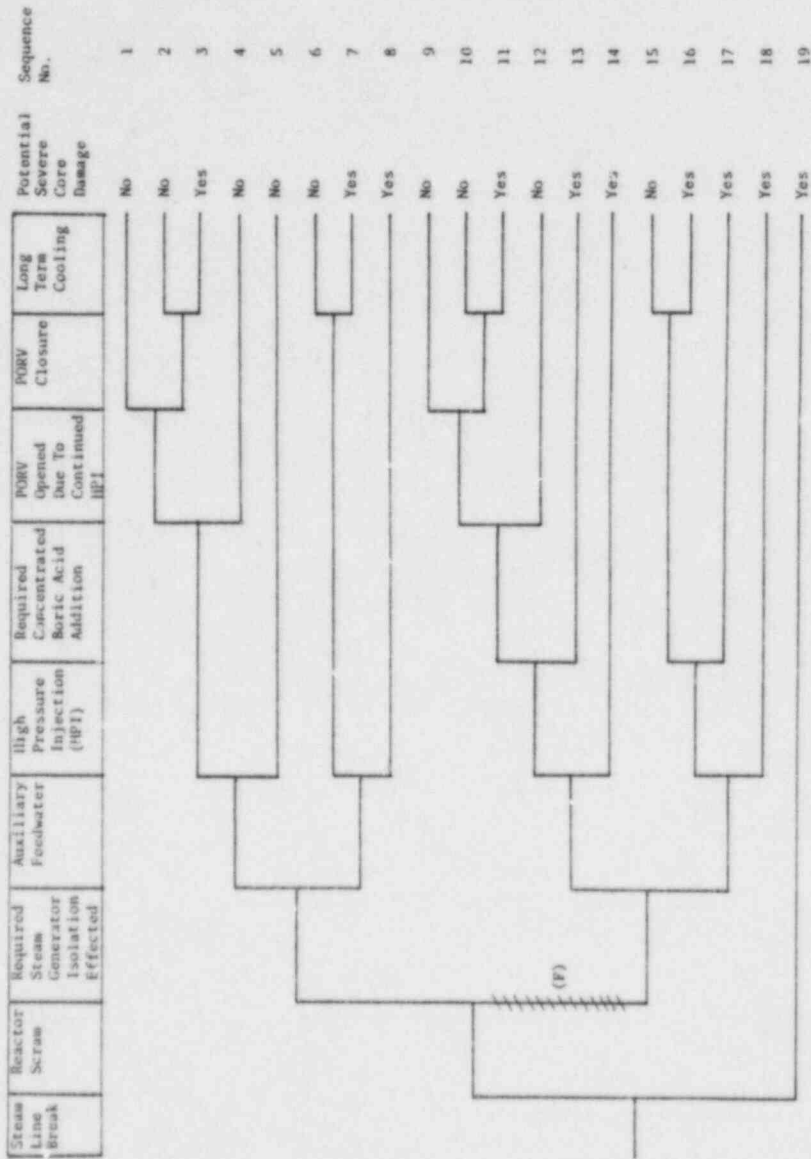 Steam
Line
Break
Reactor
Scram
Required
Steam
Generator
Isolation
Effected
Auxiliary
Feedwater
High
Pressure
Injection
(HPI)
Required
Concentrated
Boric Acid
Addition
PORV
Opened
Due To
Continued
HPI
PORV
Closure
Long
Term
Cooling
Potential
Severe
Core
Damage
Sequence
No.
No 1
No 2
Yes 3
No 4
No 5
No 6
Yes 7
Yes 8
No 9
No 10
Yes 11
No 12
Yes 13
Yes 14
No 15
Yes 16
Yes 17
Yes 18
Yes 19
(F)